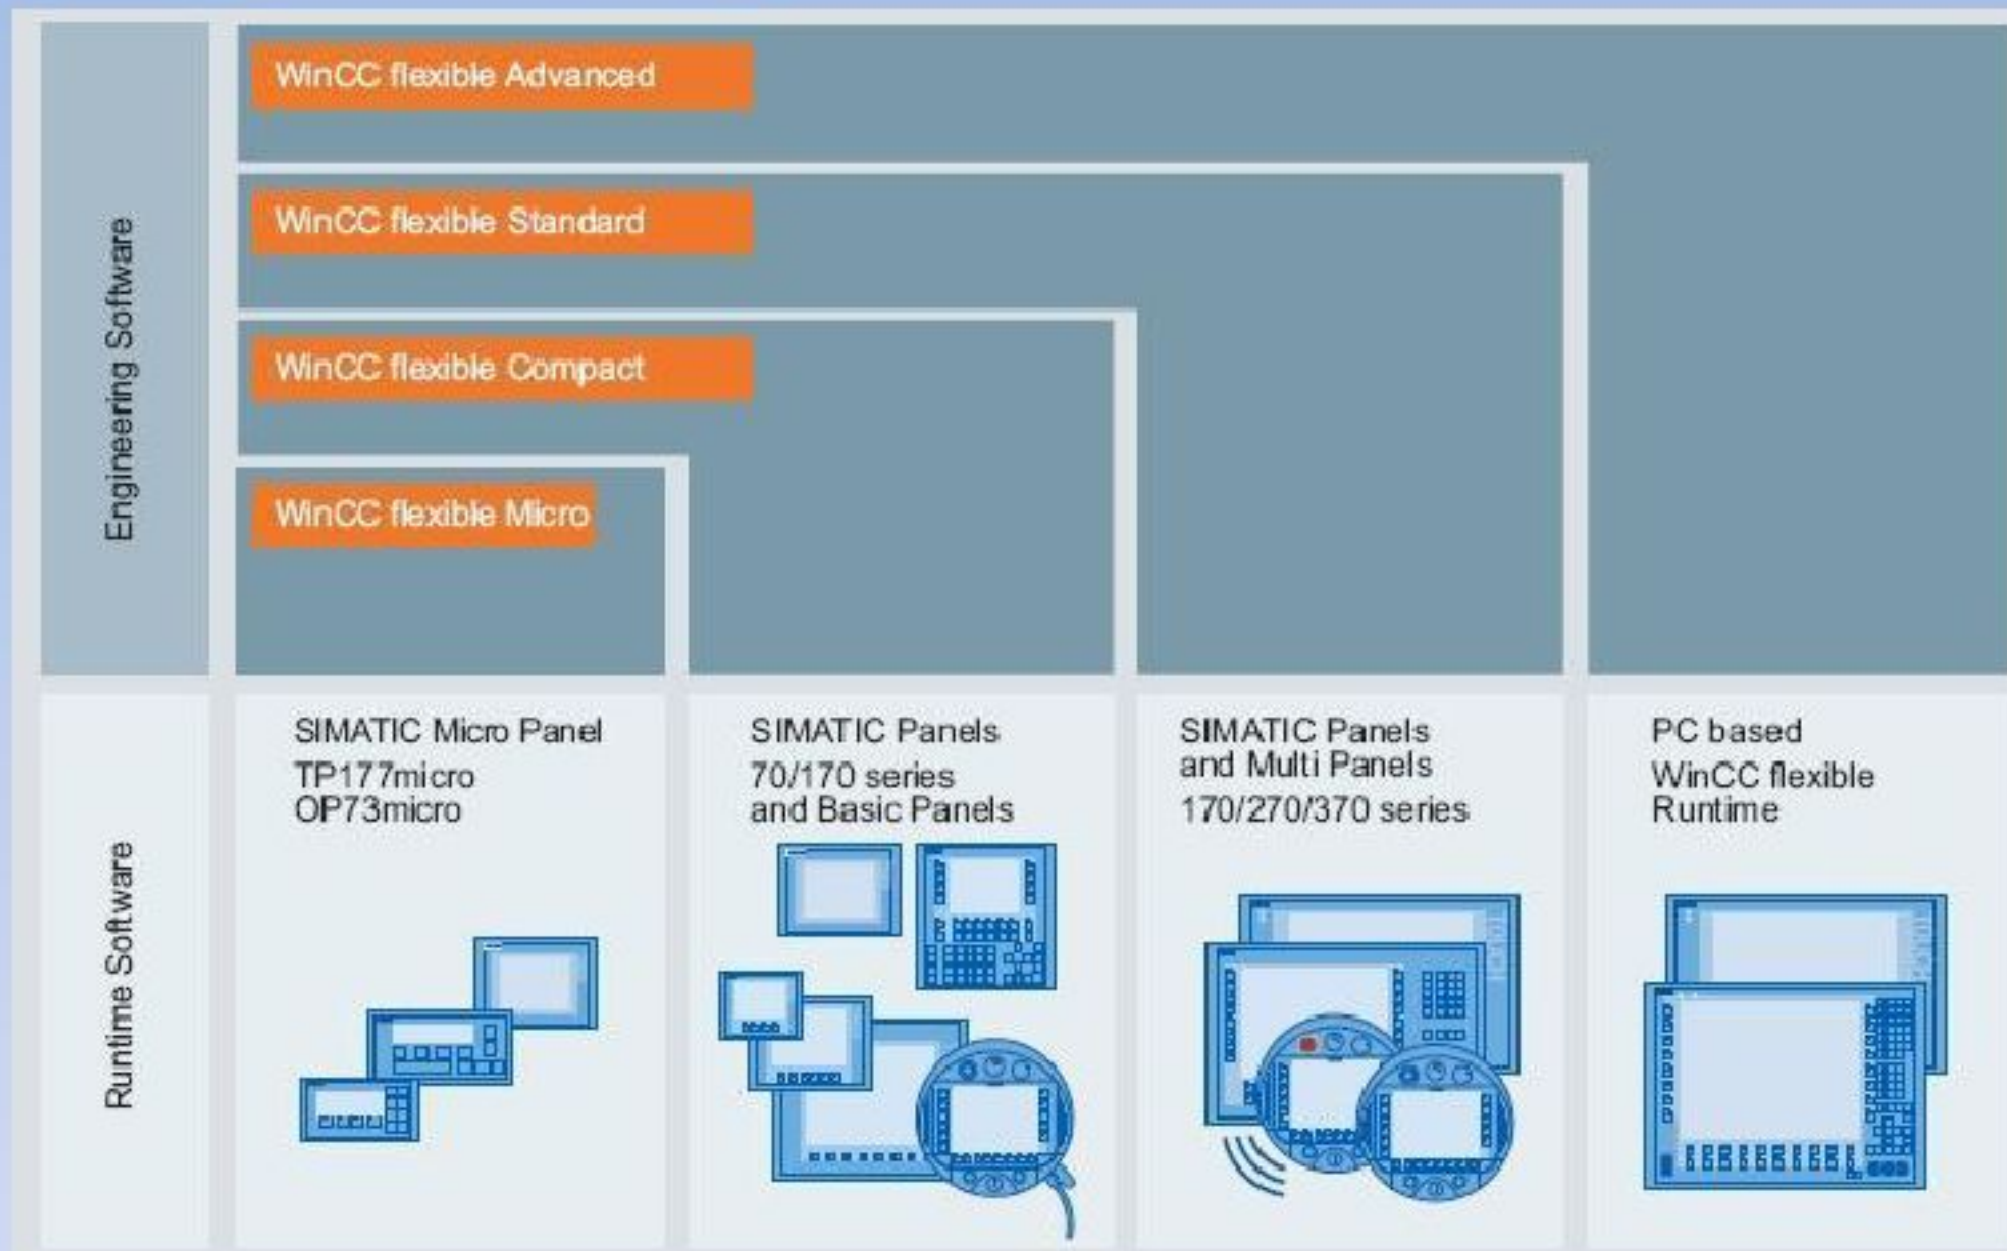 WinCC flexible Advanced
WinCC flexible Standard
WinCC flexible Compact
WinCC flexible Micro
Engineering Software
Runtime Software
SIMATIC Micro Panel
TP177micro
OP73micro
SIMATIC Panels
70/170 series
and Basic Panels
SIMATIC Panels
and Multi Panels
170/270/370 series
PC based
WinCC flexible
Runtime